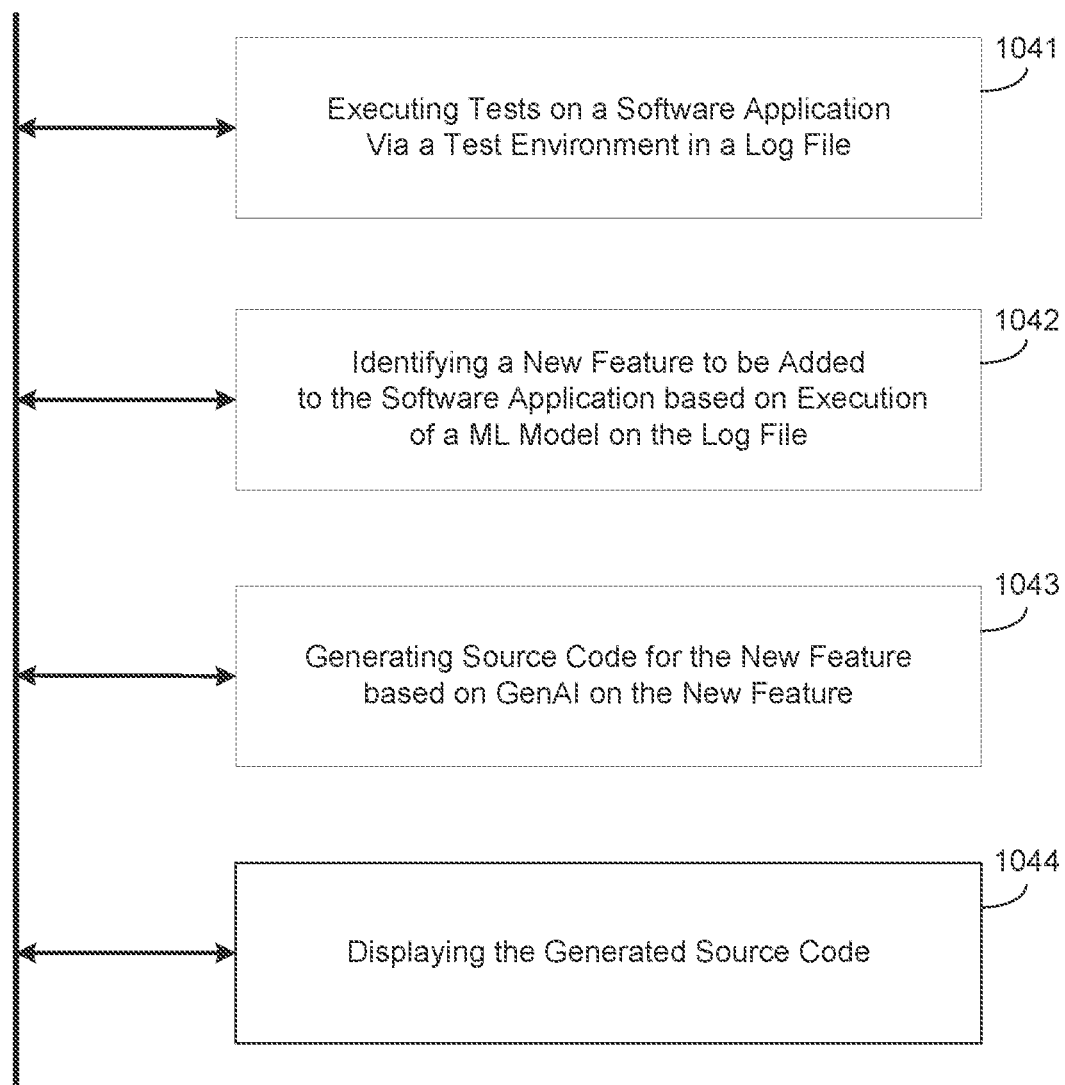 1041
Executing Tests on a Software Application
Via a Test Environment in a Log File
1042
Identifying a New Feature to be Added
to the Software Application based on Execution
of a ML Model on the Log File
1043
Generating Source Code for the New Feature
based on GenAI on the New Feature
1044
Displaying the Generated Source Code